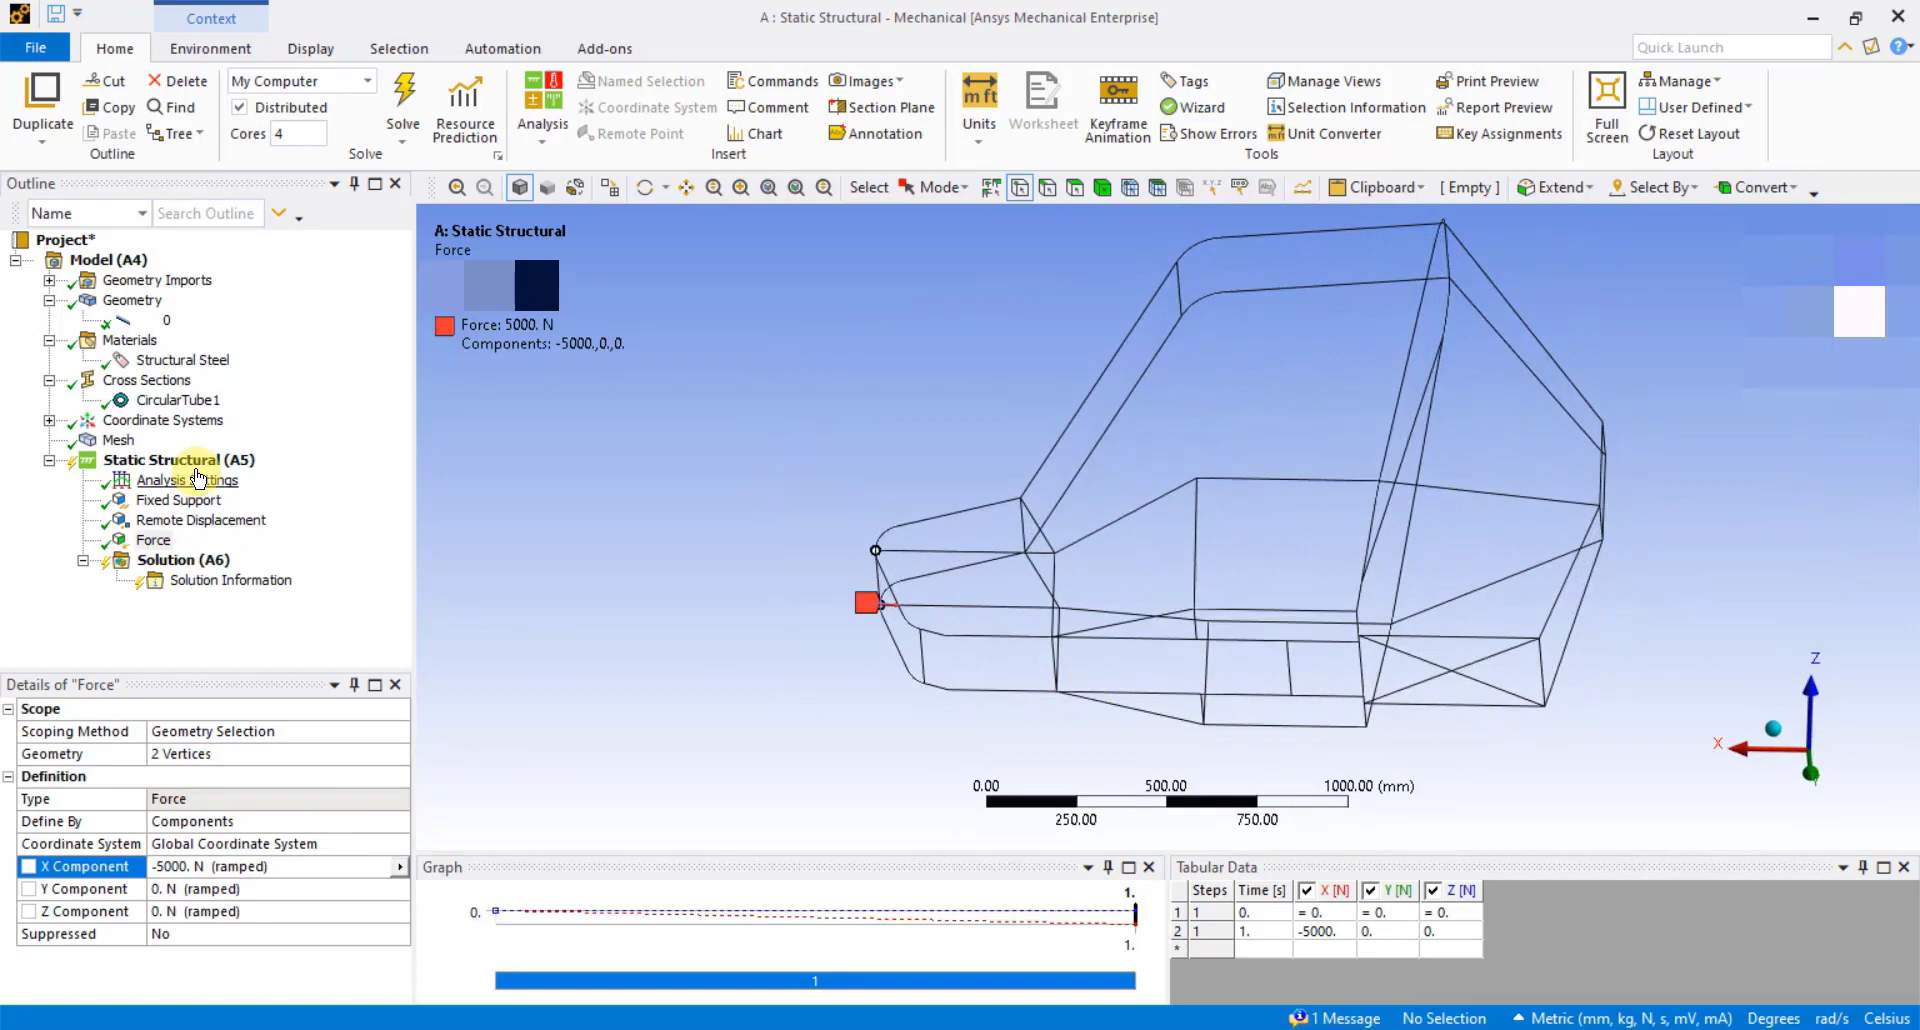 Context
A : Static Structural - Mechanical [Ansys Mechanical Enterprise]
File Home Environment Display Selection Automation Add-ons
Quick Launch
Duplicate
Cut
Copy
Paste
Delete
Find
Tree
Outline
My Computer
Distributed
Cores 4
Solve
Resource Prediction
Solve
Analysis
Named Selection
Coordinate System
Remote Point
Commands
Comment
Chart
Images
Section Plane
Annotation
Insert
Units
Worksheet
Keyframe Animation
Tags
Wizard
Show Errors
Manage Views
Selection Information
Unit Converter
Print Preview
Report Preview
Key Assignments
Tools
Full Screen
Manage
User Defined
Reset Layout
Layout
Outline
Name Search Outline
Select Mode Clipboard [ Empty ] Extend Select By Convert
Project*
Model (A4)
Geometry Imports
Geometry
0
Materials
Structural Steel
Cross Sections
CircularTube1
Coordinate Systems
Mesh
Static Structural (A5)
Fixed Support
Remote Displacement
Force
Solution (A6)
Solution Information
A: Static Structural
Force
Force: 5000. N
Components: -5000.,0.,0.
Z
X
0.00 500.00 1000.00 (mm)
250.00 750.00
Details of "Force"
Scope
Scoping Method Geometry Selection
Geometry 2 Vertices
Definition
Type Force
Define By Components
Coordinate System Global Coordinate System
X Component -5000. N (ramped)
Y Component 0. N (ramped)
Z Component 0. N (ramped)
Suppressed No
Graph
1.
0.
1.
1
Tabular Data
Steps Time [s] X [N] Y [N] Z [N]
1 1 0. = 0. = 0. = 0.
2 1 1. -5000. 0. 0.
*
1 Message No Selection Metric (mm, kg, N, s, mV, mA) Degrees rad/s Celsius